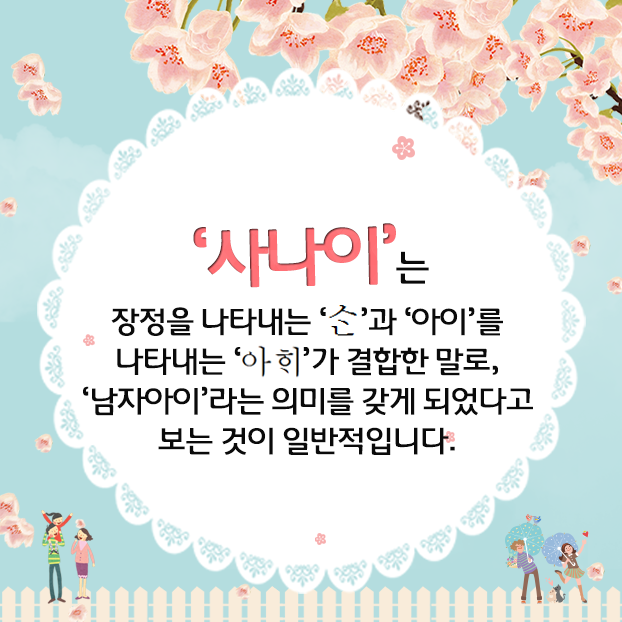 ‘사나이’는
장정을 나타내는 ‘ᄉᆞᆫ’과 ‘아이’를
나타내는 ‘아ᄒᆡ’가 결합한 말로,
‘남자아이’라는 의미를 갖게 되었다고
보는 것이 일반적입니다.